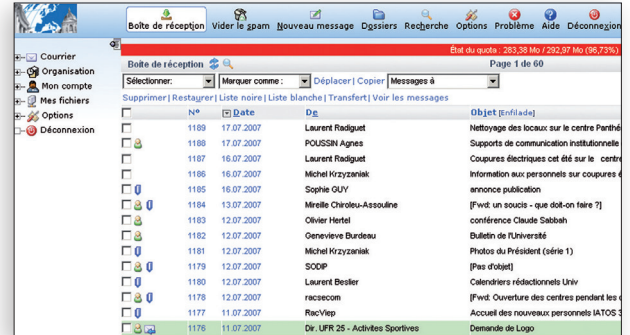 Boîte de réception Vider le spam Nouveau message Dossiers Recherche Options Problème Aide Déconnexion
État du quota : 283,38 Mo / 292,97 Mo (96,73%)
Courrier
Organisation
Mon compte
Mes fichiers
Options
Déconnexion
Boîte de réception Page 1 de 60
Sélectionner: Marquer comme : Déplacer | Copier Messages à
Supprimer | Restaurer | Liste noire | Liste blanche | Transfert | Voir les messages
N° Date De Objet [Enfilade]
1189 17.07.2007 Laurent Radiguet Nettoyage des locaux sur le centre Panthé
1188 17.07.2007 POUSSIN Agnes Supports de communication institutionnelle
1187 16.07.2007 Laurent Radiguet Coupures électriques cet été sur le centre
1186 16.07.2007 Michel Krzyzaniak Information aux personnels sur coupures é
1185 16.07.2007 Sophie GUY annonce publication
1184 13.07.2007 Mireille Chiroleu-Assouline [Fwd: un soucis - que doit-on faire ?]
1183 12.07.2007 Olivier Hertel conférence Claude Sabbah
1182 12.07.2007 Genevieve Burdeau Bulletin de l'Université
1181 12.07.2007 Michel Krzyzaniak Photos du Président (série 1)
1179 12.07.2007 SODIP [Pas d'objet]
1180 12.07.2007 Laurent Beslier Calendriers rédactionnels Univ
1178 12.07.2007 racsecom [Fwd: Ouverture des centres pendant les
1177 11.07.2007 RacViep Accueil des nouveaux personnels IATOS
1176 11.07.2007 Dir. UFR 25 - Activites Sportives Demande de Logo